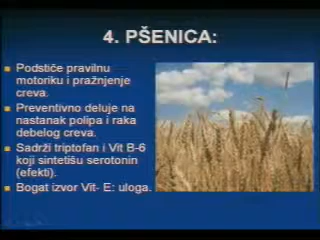 4. PŠENICA:
Podstiče pravilnu
motoriku i pražnjenje
creva.
Preventivno deluje na
nastanak polipa i raka
debelog creva.
Sadrži triptofan i Vit B-6
koji sintetišu serotonin
(efekti).
Bogat izvor Vit- E: uloga.